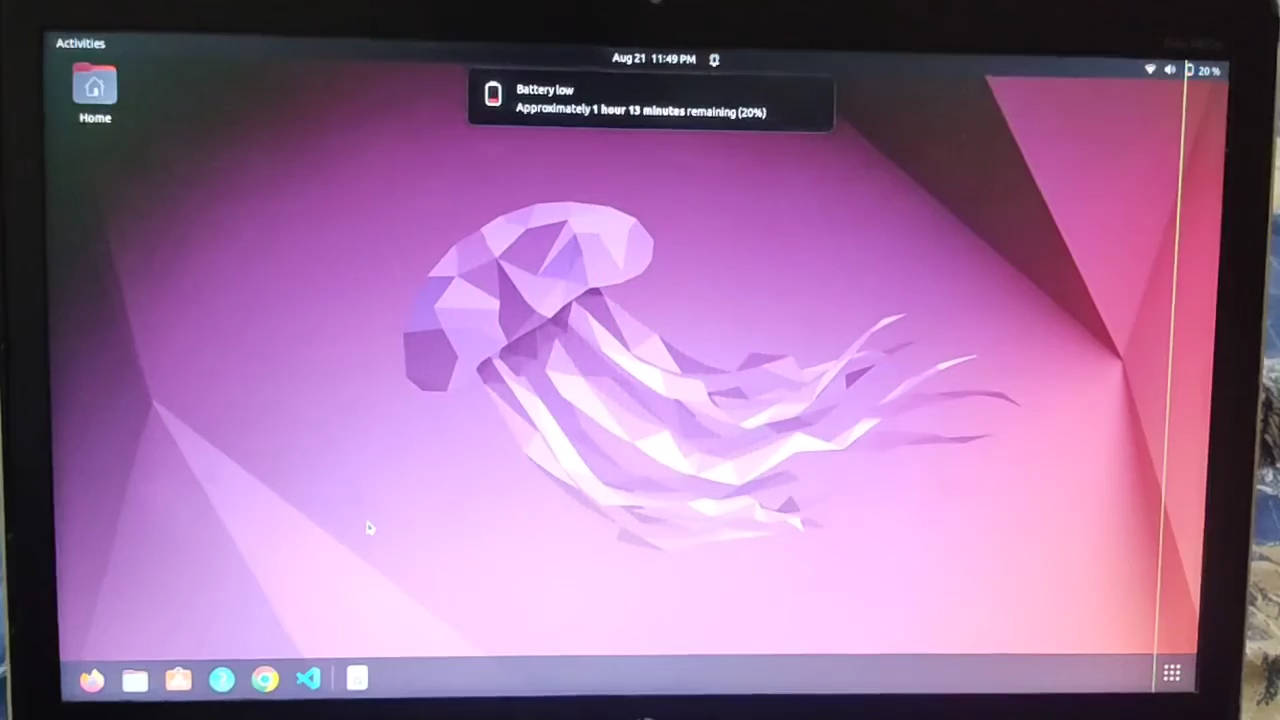 Activities
Aug 21 11:49 PM
20 %
Home
Battery low
Approximately 1 hour 13 minutes remaining (20%)